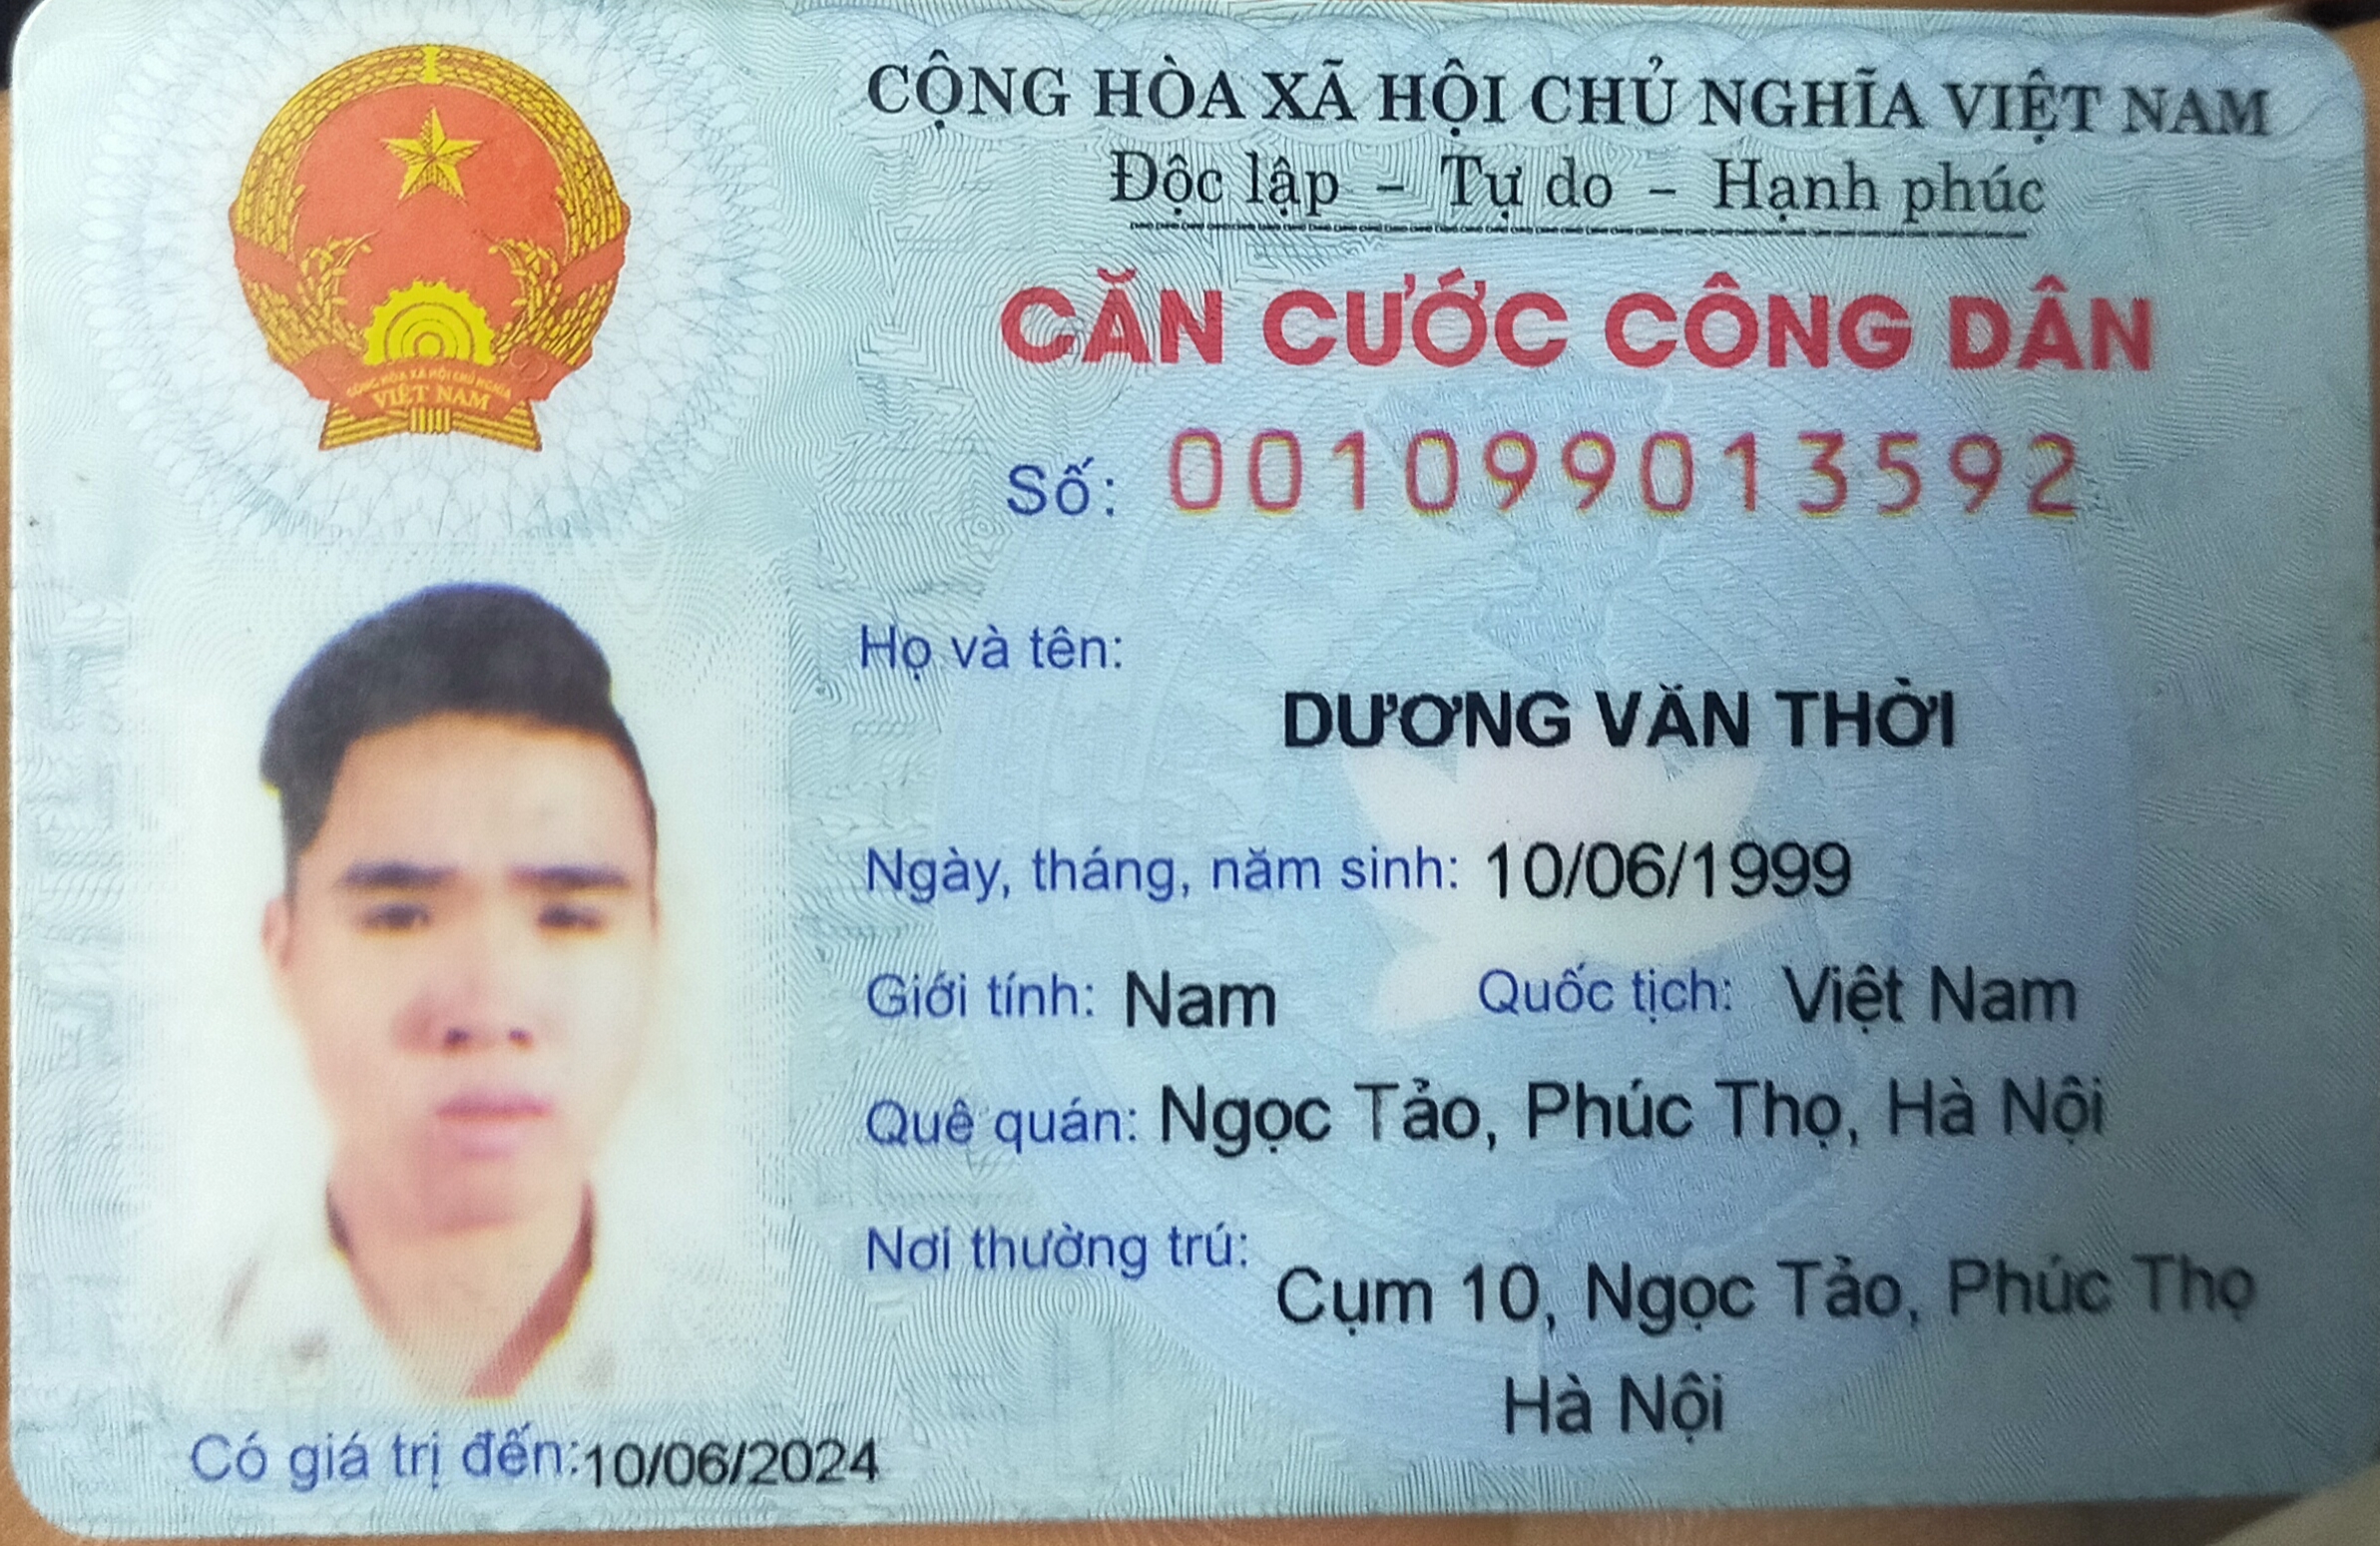 CỘNG HÒA XÃ HỘI CHỦ NGHĨA VIỆT NAM
Độc lập – Tự do – Hạnh phúc
CĂN CƯỚC CÔNG DÂN
Số: 001099013592
CỘNG HÒA XÃ HỘI CHỦ NGHĨA
VIỆT NAM
Họ và tên:
DƯƠNG VĂN THỜI
Ngày, tháng, năm sinh: 10/06/1999
Giới tính: Nam Quốc tịch: Việt Nam
Quê quán: Ngọc Tảo, Phúc Thọ, Hà Nội
Nơi thường trú:
Cụm 10, Ngọc Tảo, Phúc Thọ
Hà Nội
Có giá trị đến: 10/06/2024